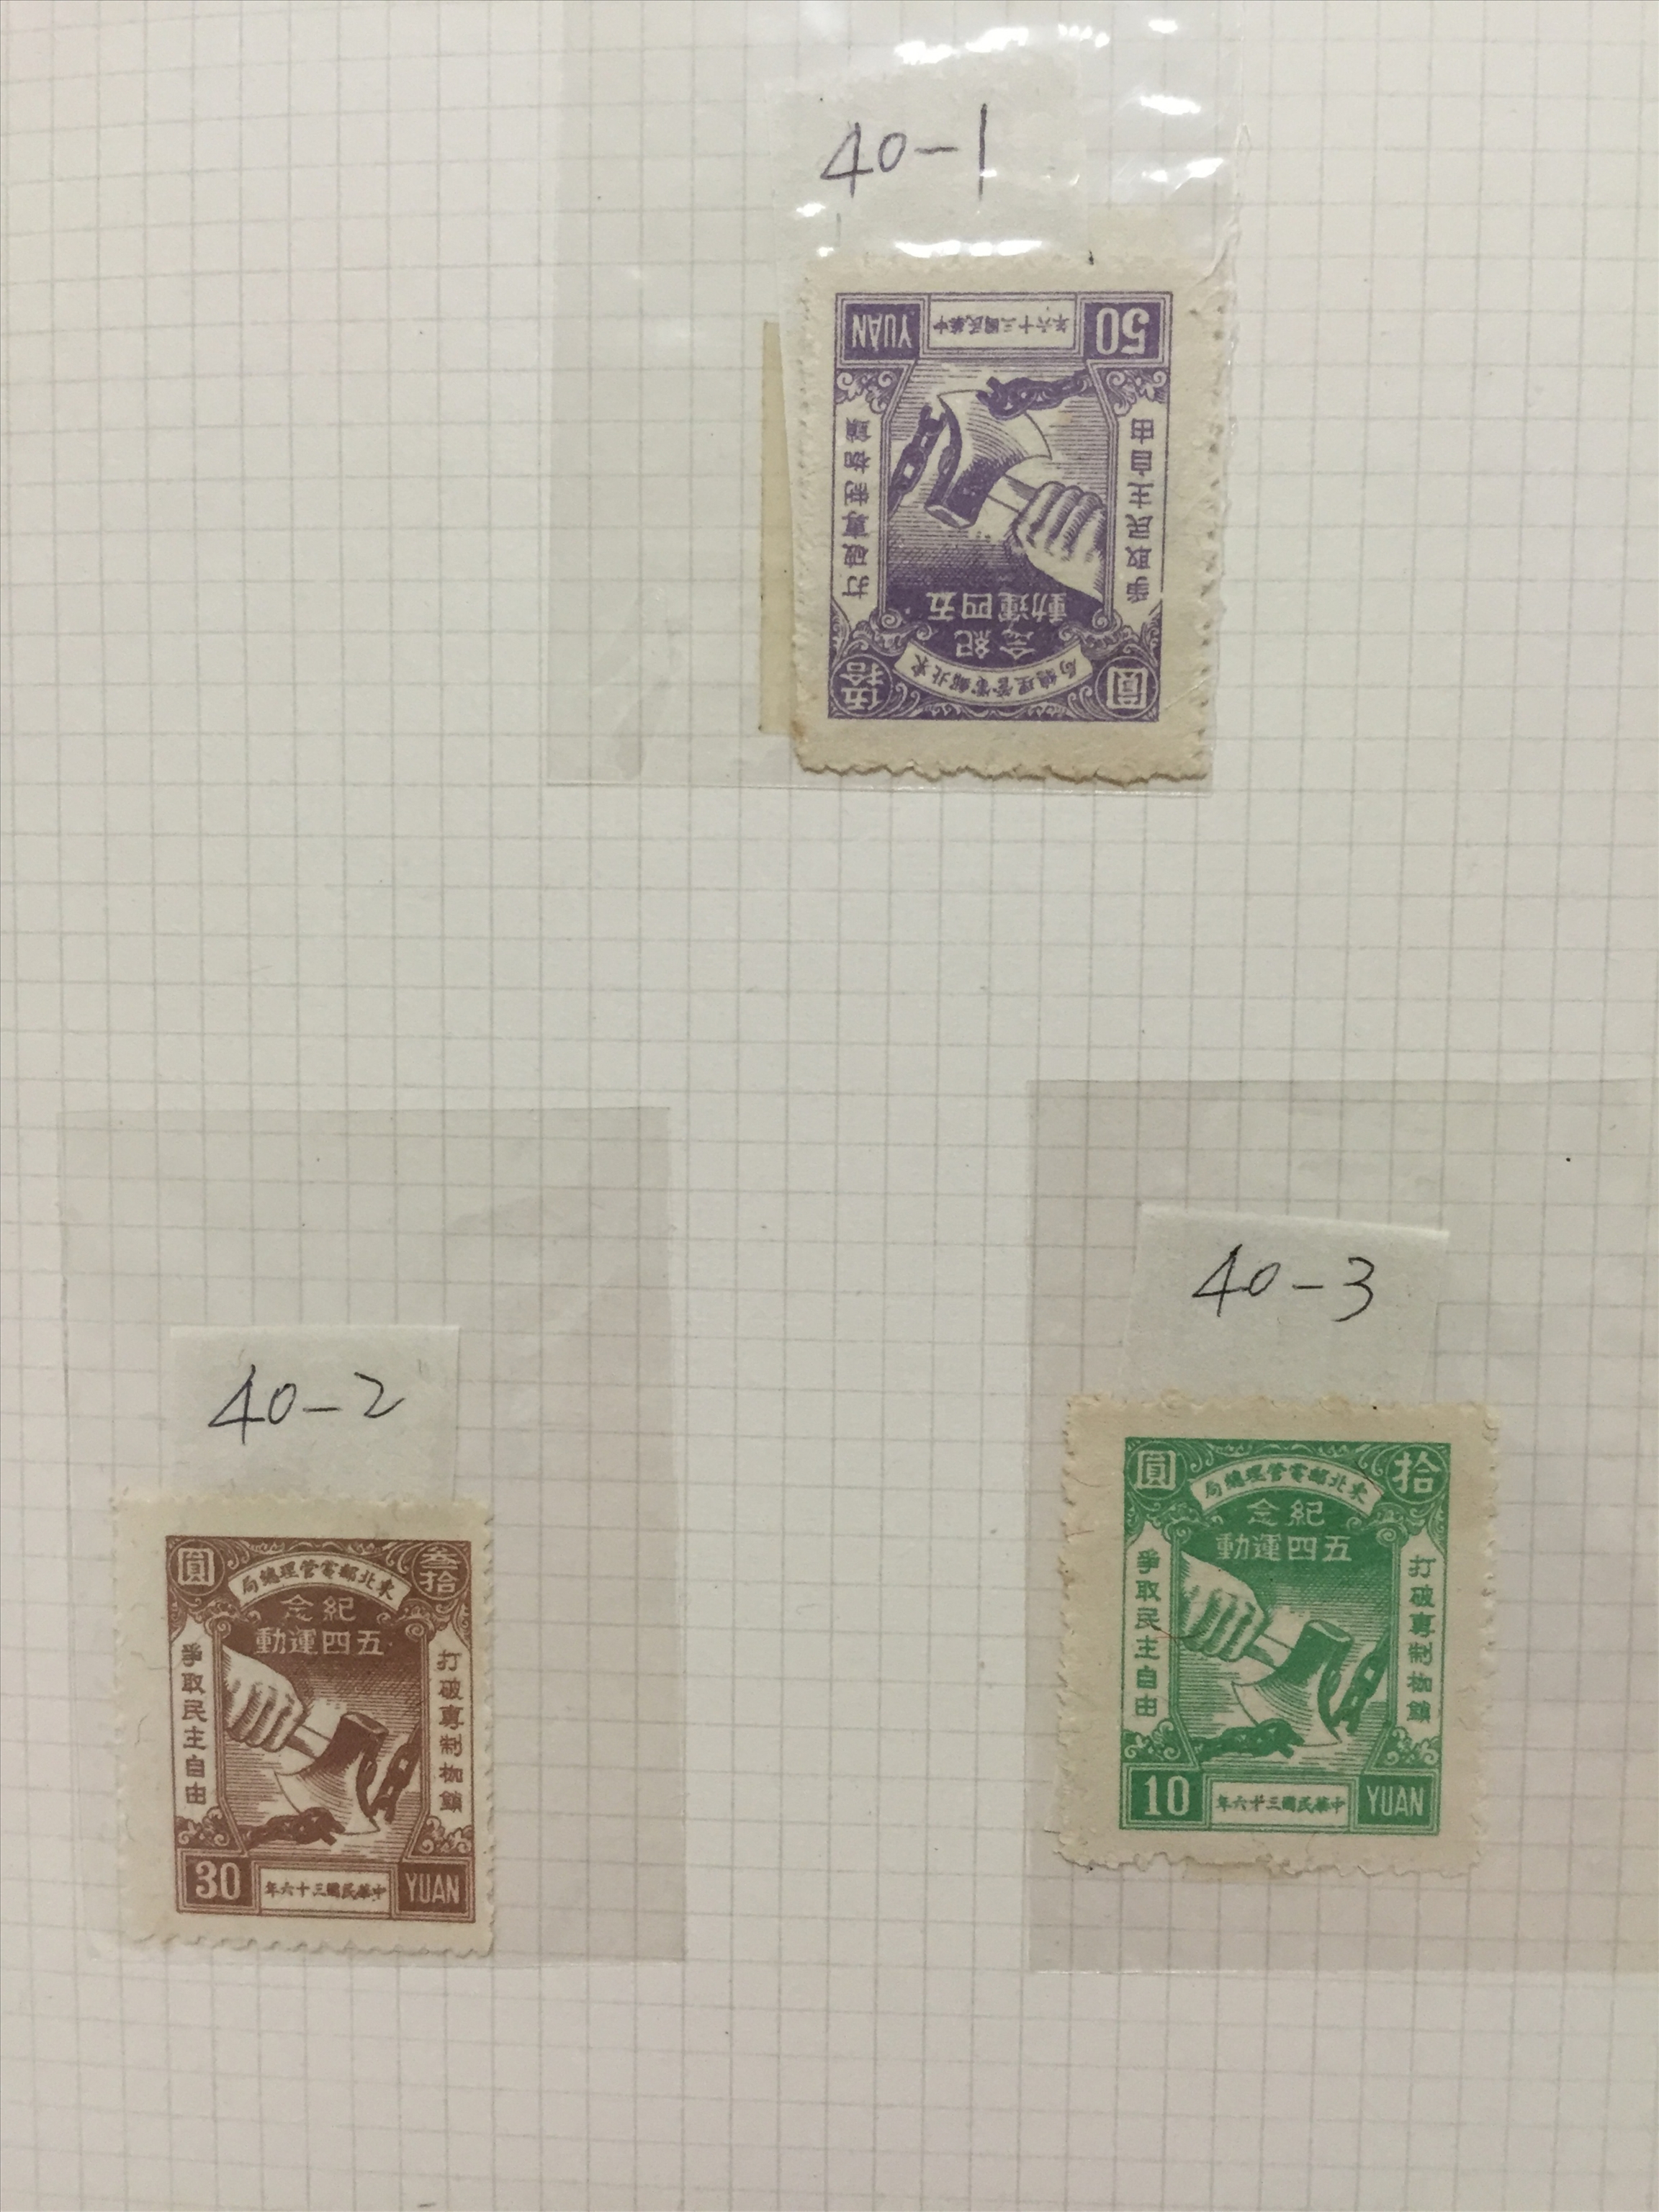 40-1
50
中華民國三十六年
YUAN
爭取民主自由
打破專制枷鎖
五四運動
紀念
東北郵電管理總局
圓
伍拾
40-2
圓
叁拾
東北郵電管理總局
紀念
五四運動
打破專制枷鎖
爭取民主自由
30
中華民國三十六年
YUAN
40-3
圓
拾
東北郵電管理總局
紀念
五四運動
打破專制枷鎖
爭取民主自由
10
中華民國三十六年
YUAN